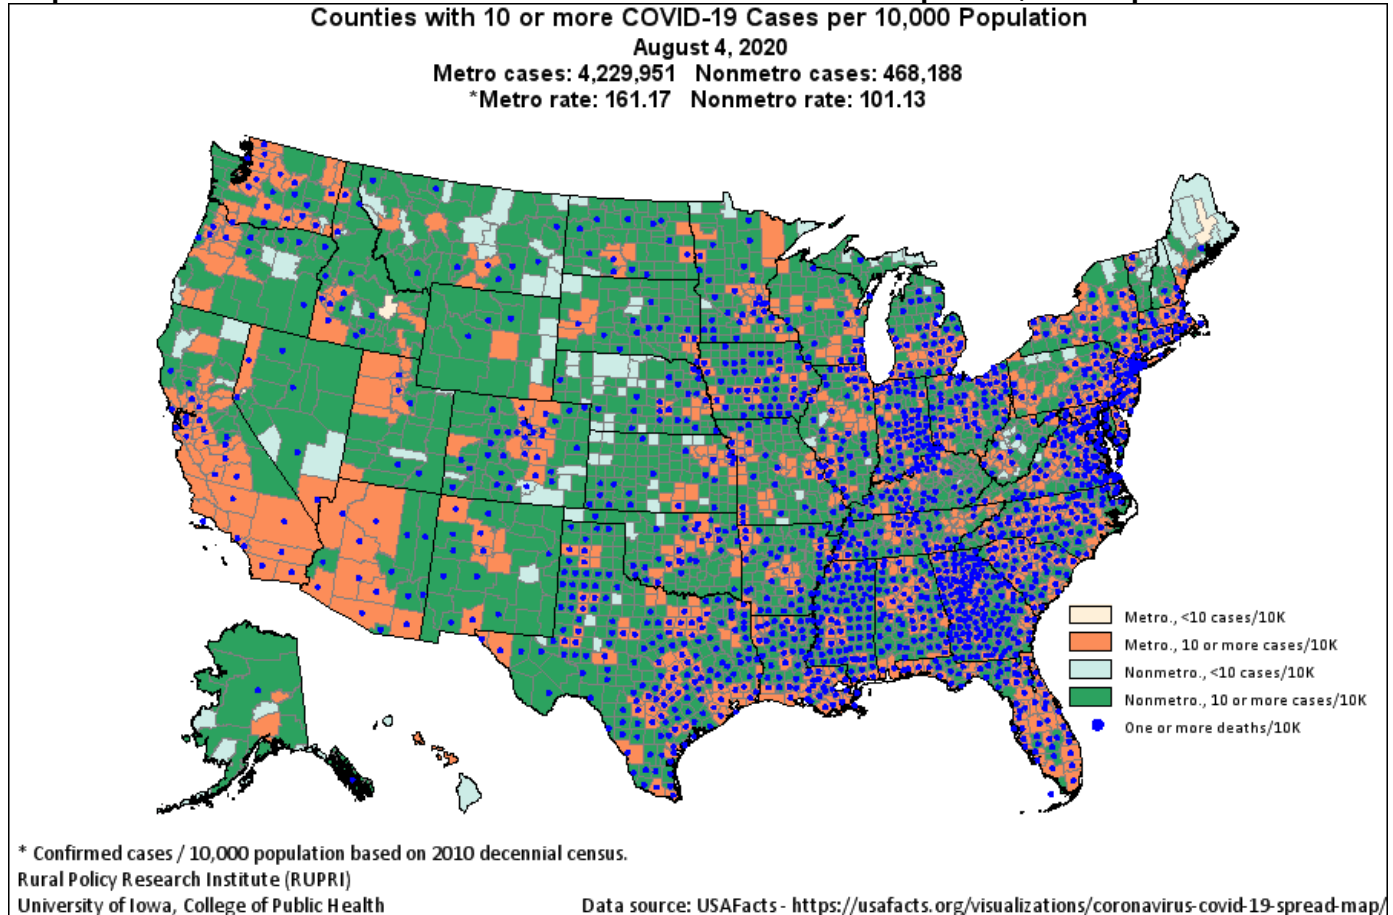 Counties with 10 or more COVID-19 Cases per 10,000 Population
August 4, 2020
Metro cases: 4,229,951 Nonmetro cases: 468,188
*Metro rate: 161.17 Nonmetro rate: 101.13
Metro., <10 cases/10K
Metro., 10 or more cases/10K
Nonmetro., <10 cases/10K
Nonmetro., 10 or more cases/10K
One or more deaths/10K
* Confirmed cases / 10,000 population based on 2010 decennial census.
Rural Policy Research Institute (RUPRI)
University of Iowa, College of Public Health
Data source: USAFacts - https://usafacts.org/visualizations/coronavirus-covid-19-spread-map/